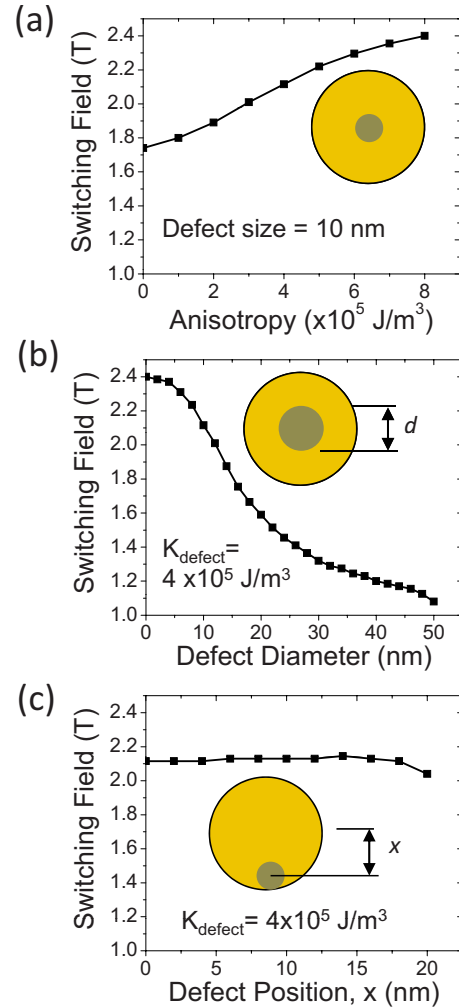 (a)
Switching Field (T)
2.4
2.2
2.0
1.8
1.6
1.4
1.2
1.0
Defect size = 10 nm
0 2 4 6 8
Anisotropy (x10⁵ J/m³)
(b)
Switching Field (T)
2.4
2.2
2.0
1.8
1.6
1.4
1.2
1.0
d
K_defect=
4 x10⁵ J/m³
0 10 20 30 40 50
Defect Diameter (nm)
(c)
Switching Field (T)
2.4
2.2
2.0
1.8
1.6
1.4
1.2
1.0
x
K_defect= 4x10⁵ J/m³
0 5 10 15 20
Defect Position, x (nm)